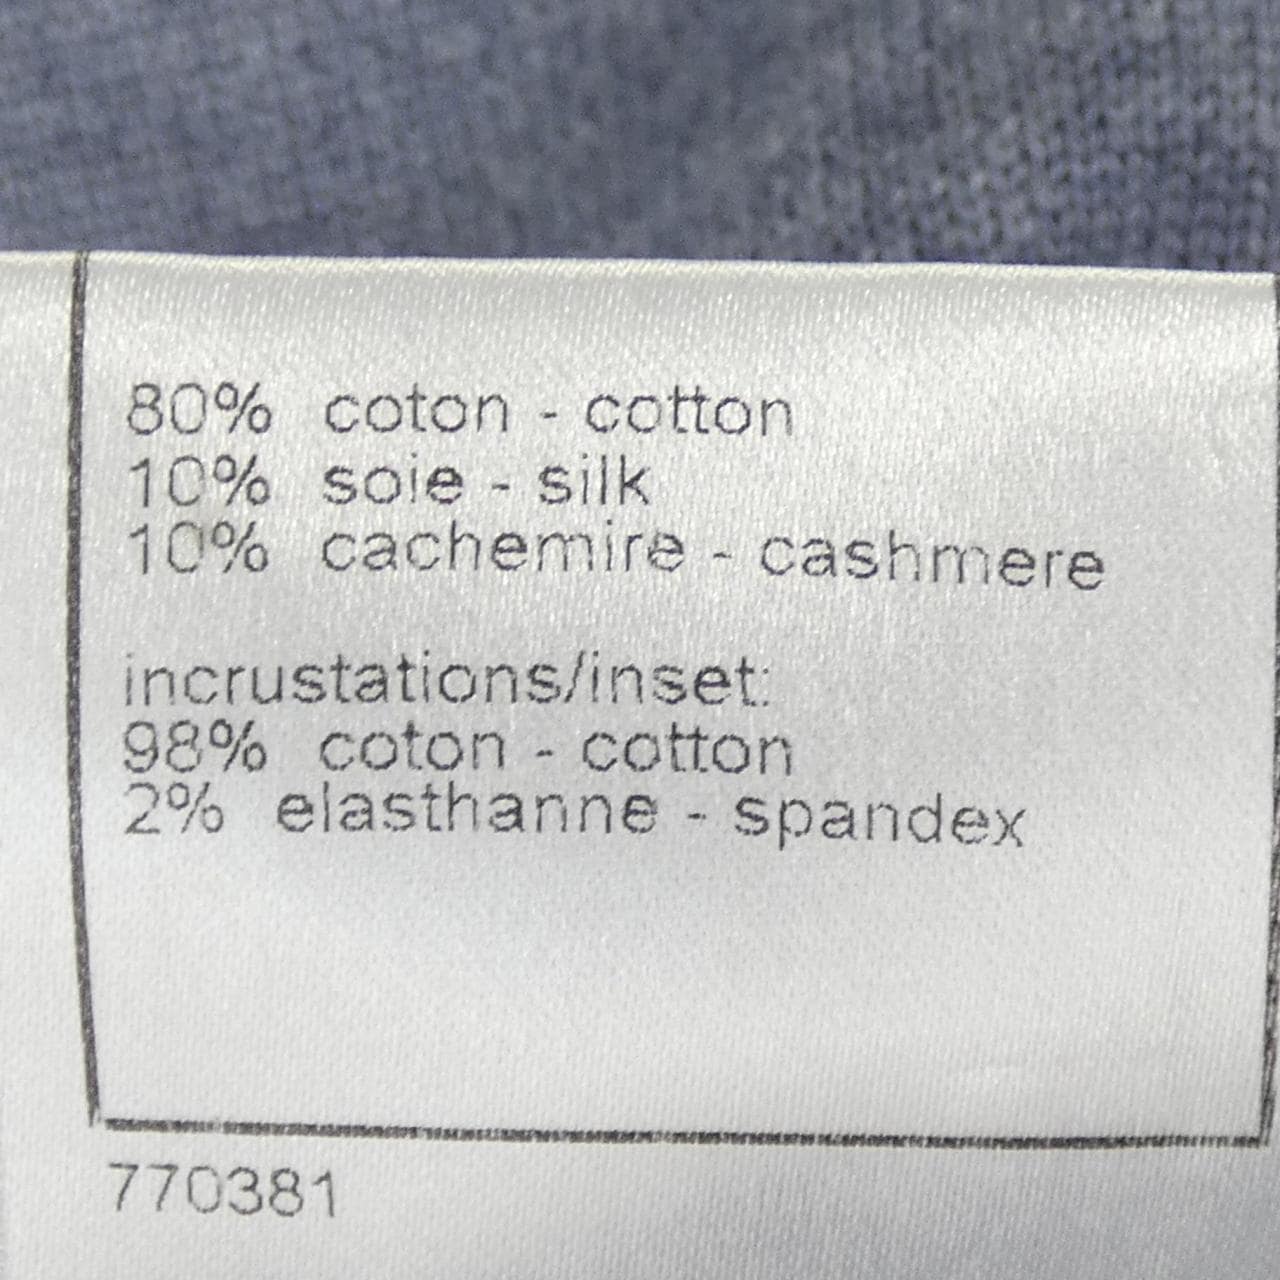 80% coton - cotton
10% soie - silk
10% cachemire - cashmere
incrustations/inset:
98% coton - cotton
2% elasthanne - spandex
770381